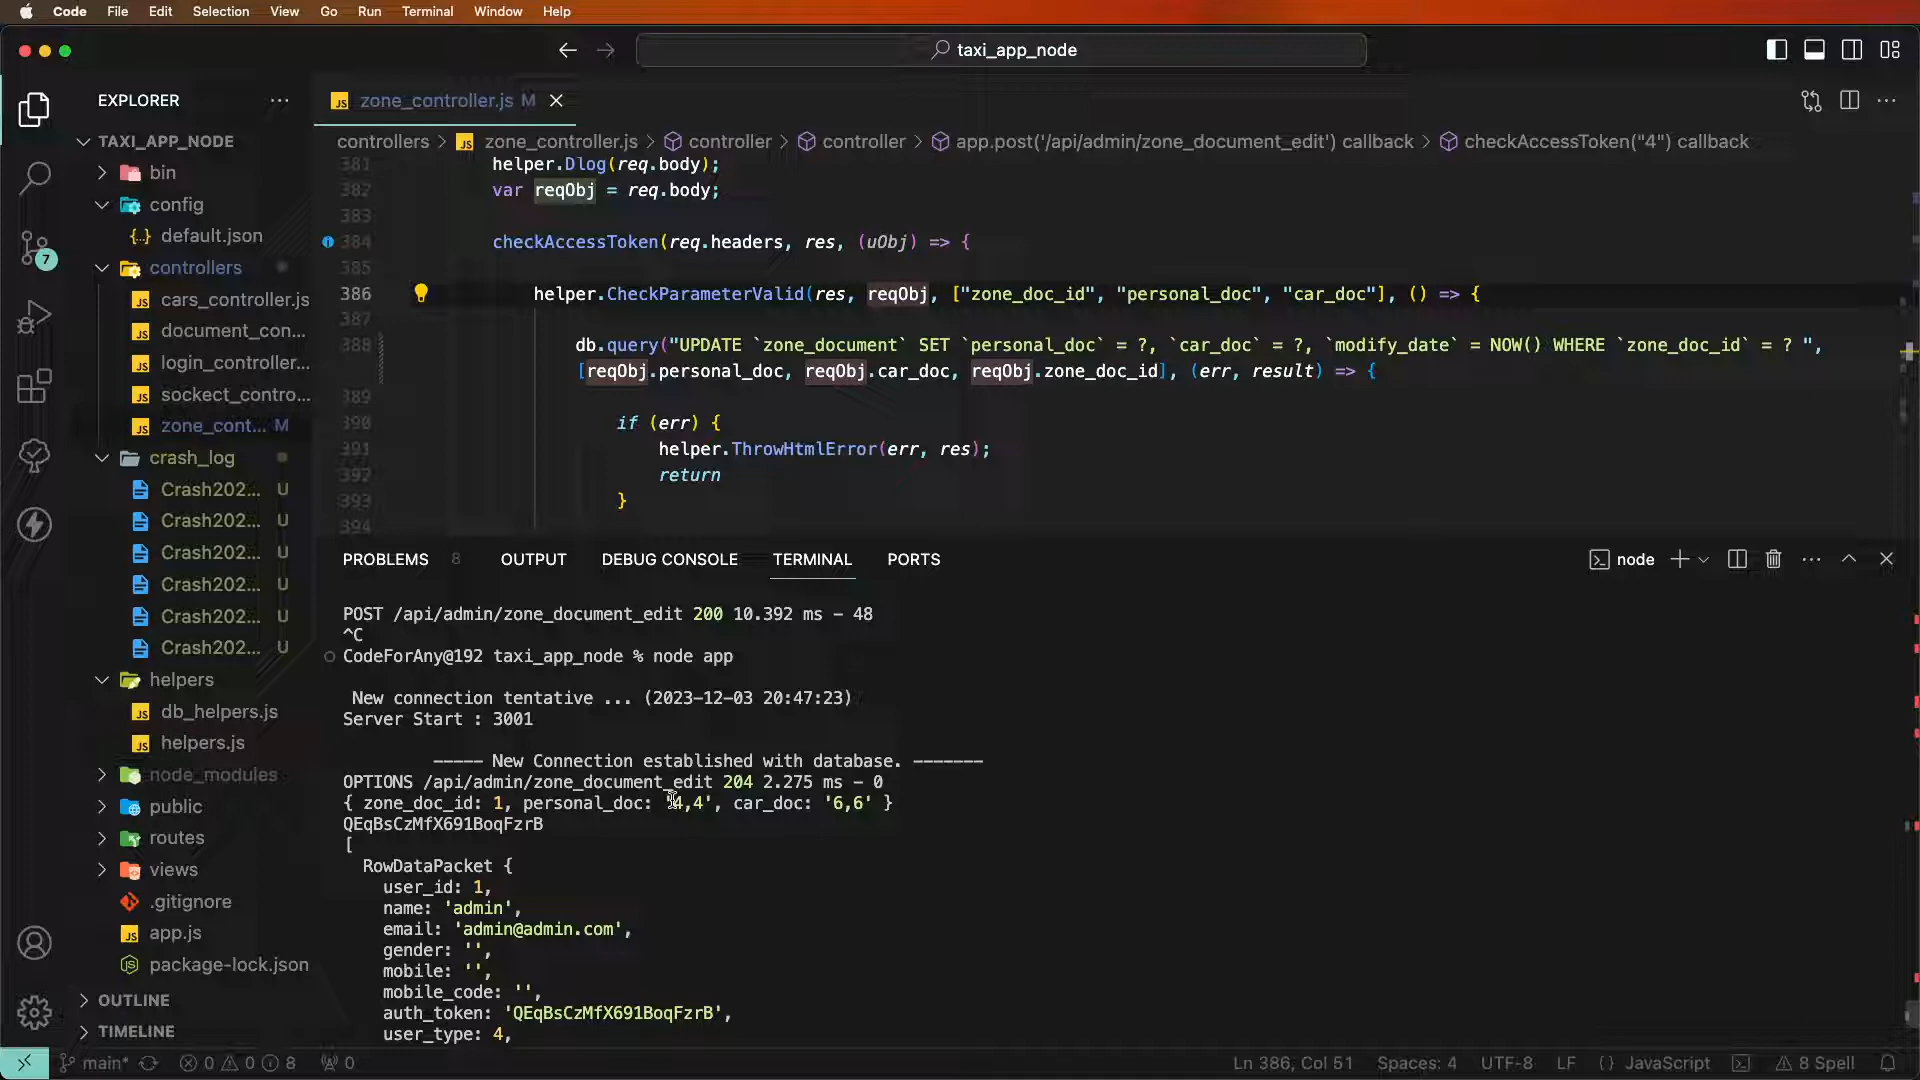 Code File Edit Selection View Go Run Terminal Window Help
taxi_app_node
EXPLORER
TAXI_APP_NODE
bin
config
default.json
controllers
cars_controller.js
document_con...
login_controller...
sockect_contro...
zone_cont... M
crash_log
Crash202... U
Crash202... U
Crash202... U
Crash202... U
Crash202... U
Crash202... U
helpers
db_helpers.js
helpers.js
node_modules
public
routes
views
.gitignore
app.js
package-lock.json
OUTLINE
TIMELINE
7
zone_controller.js M
controllers > zone_controller.js > controller > controller > app.post('/api/admin/zone_document_edit') callback > checkAccessToken("4") callback
381 helper.Dlog(req.body);
382 var reqObj = req.body;
383
384 checkAccessToken(req.headers, res, (uObj) => {
385
386 helper.CheckParameterValid(res, reqObj, ["zone_doc_id", "personal_doc", "car_doc"], () => {
387
388 db.query("UPDATE `zone_document` SET `personal_doc` = ?, `car_doc` = ?, `modify_date` = NOW() WHERE `zone_doc_id` = ? ",
[reqObj.personal_doc, reqObj.car_doc, reqObj.zone_doc_id], (err, result) => {
389
390 if (err) {
391 helper.ThrowHtmlError(err, res);
392 return
393 }
394
PROBLEMS 8 OUTPUT DEBUG CONSOLE TERMINAL PORTS
node
POST /api/admin/zone_document_edit 200 10.392 ms - 48
^C
CodeForAny@192 taxi_app_node % node app
New connection tentative ... (2023-12-03 20:47:23)
Server Start : 3001
----- New Connection established with database. -------
OPTIONS /api/admin/zone_document_edit 204 2.275 ms - 0
{ zone_doc_id: 1, personal_doc: '4,4', car_doc: '6,6' }
QEqBsCzMfX691BoqFzrB
[
RowDataPacket {
user_id: 1,
name: 'admin',
email: 'admin@admin.com',
gender: '',
mobile: '',
mobile_code: '',
auth_token: 'QEqBsCzMfX691BoqFzrB',
user_type: 4,
main* 0 0 8 0 Ln 386, Col 51 Spaces: 4 UTF-8 LF {} JavaScript 8 Spell